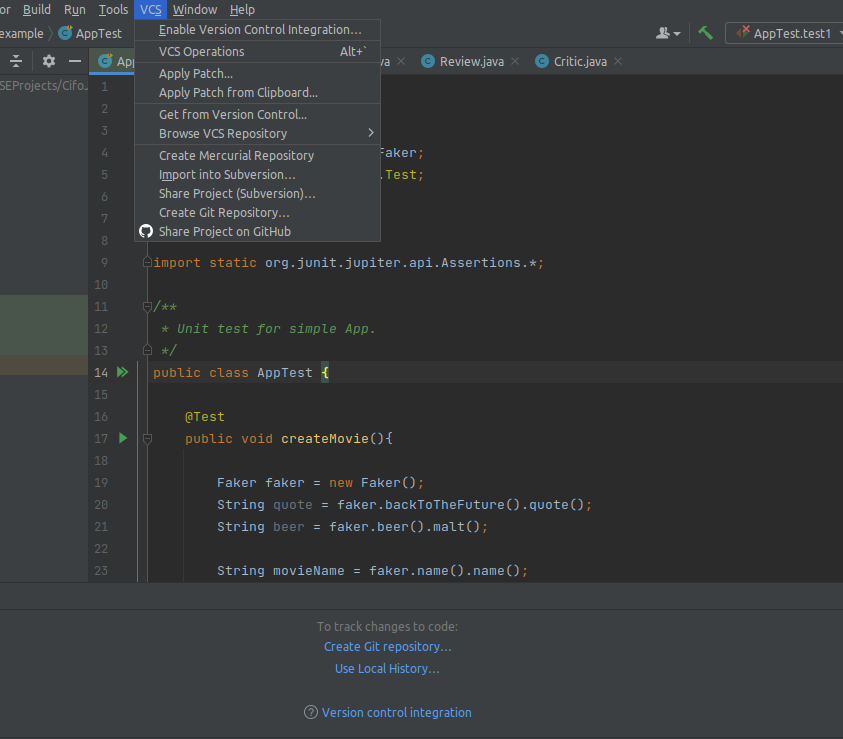 or Build Run Tools VCS Window Help
example AppTest AppTest.test1
App va Review.java Critic.java
SEProjects/CifoJ
Enable Version Control Integration...
VCS Operations Alt+`
Apply Patch...
Apply Patch from Clipboard...
Get from Version Control...
Browse VCS Repository
Create Mercurial Repository
Import into Subversion...
Share Project (Subversion)...
Create Git Repository...
Share Project on GitHub
1
2
3
4 Faker;
5 .Test;
6
7
8
9 import static org.junit.jupiter.api.Assertions.*;
10
11 /**
12 * Unit test for simple App.
13 */
14 public class AppTest {
15
16 @Test
17 public void createMovie(){
18
19 Faker faker = new Faker();
20 String quote = faker.backToTheFuture().quote();
21 String beer = faker.beer().malt();
22
23 String movieName = faker.name().name();
To track changes to code:
Create Git repository...
Use Local History...
? Version control integration